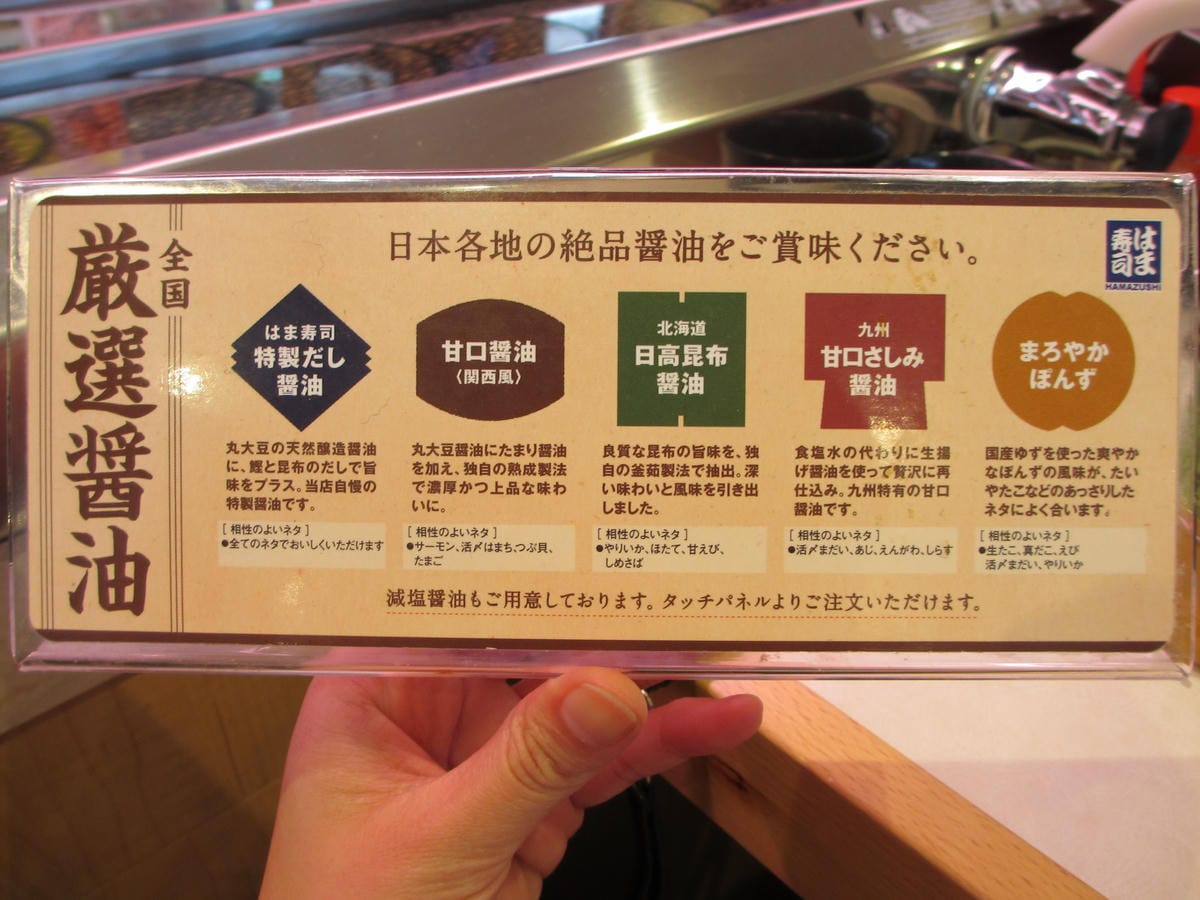 全国
厳選醤油
日本各地の絶品醤油をご賞味ください。
はま
寿司
HAMAZUSHI
はま寿司
特製だし
醤油
丸大豆の天然醸造醤油
に、鰹と昆布のだしで旨
味をプラス。当店自慢の
特製醤油です。
[ 相性のよいネタ ]
●全てのネタでおいしくいただけます
甘口醤油
〈関西風〉
丸大豆醤油にたまり醤油
を加え、独自の熟成製法
で濃厚かつ上品な味わ
いに。
[ 相性のよいネタ ]
●サーモン、活〆はまち、つぶ貝、
たまご
北海道
日高昆布
醤油
良質な昆布の旨味を、独
自の釜茹製法で抽出。深
い味わいと風味を引き出
しました。
[ 相性のよいネタ ]
●やりいか、ほたて、甘えび、
しめさば
九州
甘口さしみ
醤油
食塩水の代わりに生揚
げ醤油を使って贅沢に再
仕込み。九州特有の甘口
醤油です。
[ 相性のよいネタ ]
●活〆まだい、あじ、えんがわ、しらす
まろやか
ぽんず
国産ゆずを使った爽やか
なぽんずの風味が、たい
やたこなどのあっさりした
ネタによく合います。
[ 相性のよいネタ ]
●生たこ、真だこ、えび
活〆まだい、やりいか
減塩醤油もご用意しております。タッチパネルよりご注文いただけます。